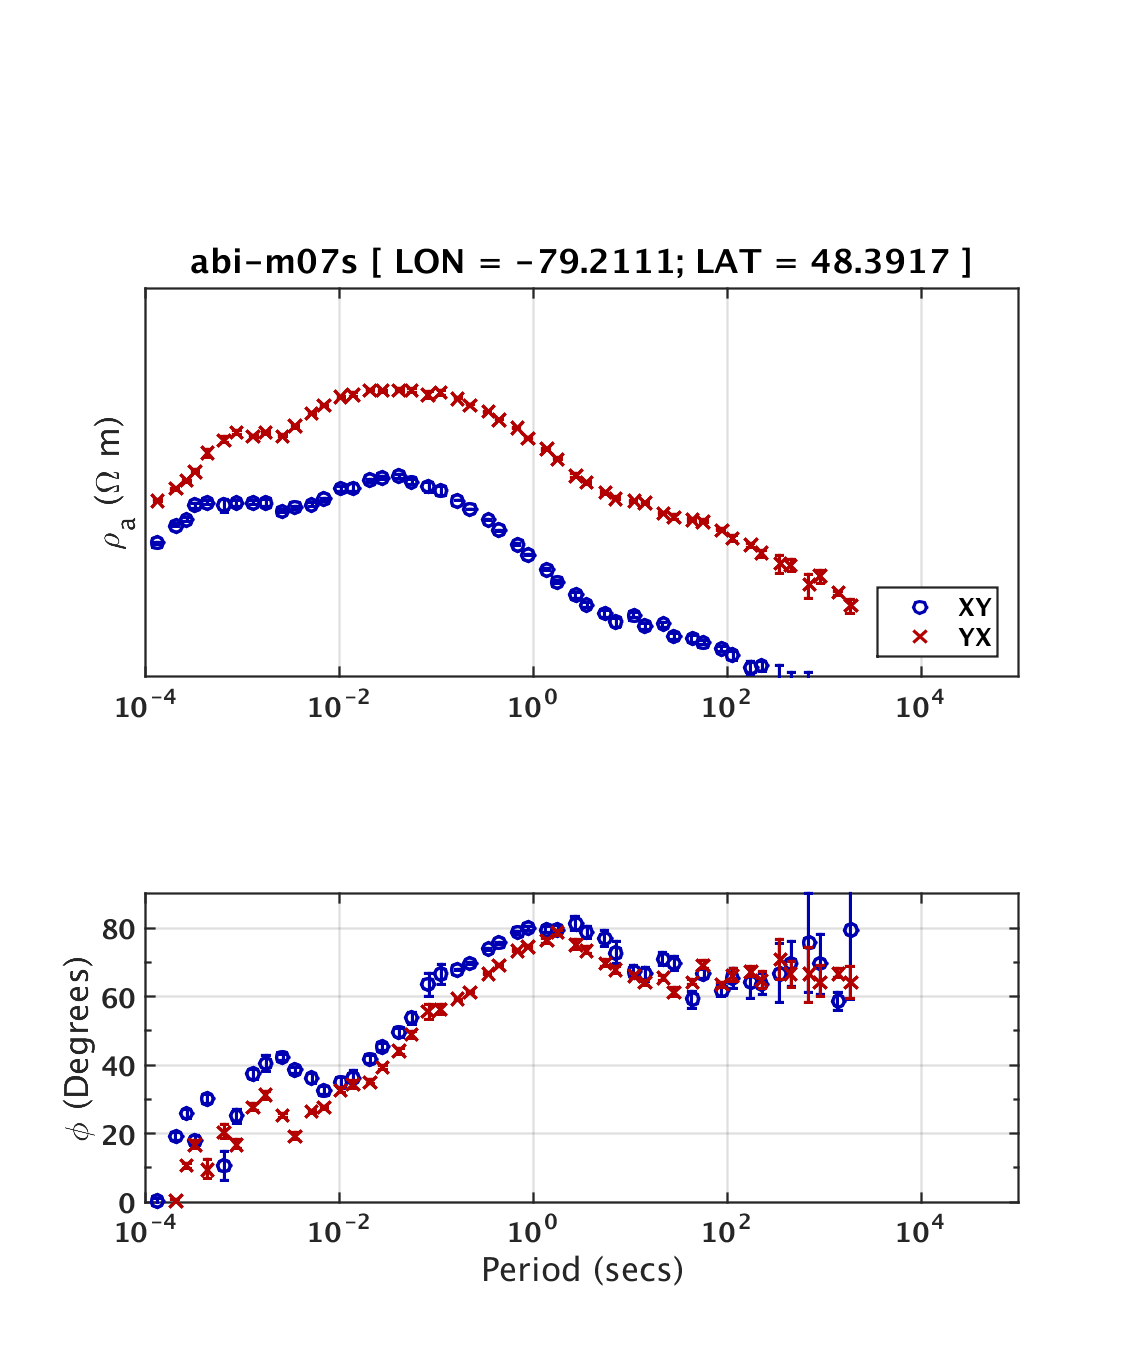 abi-m07s [ LON = -79.2111; LAT = 48.3917 ]
ρa (Ω m)
XY
YX
10^-4 10^-2 10^0 10^2 10^4
80
60
40
20
0
φ (Degrees)
10^-4 10^-2 10^0 10^2 10^4
Period (secs)